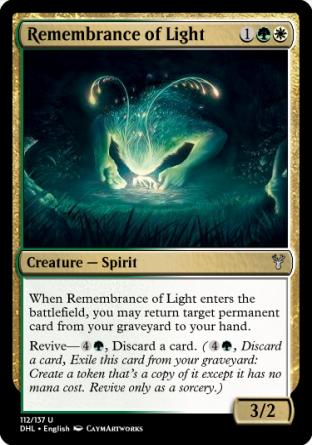 Remembrance of Light 1
Creature — Spirit
When Remembrance of Light enters the
battlefield, you may return target permanent
card from your graveyard to your hand.
Revive—4, Discard a card. (4, Discard
a card, Exile this card from your graveyard:
Create a token that's a copy of it except it has no
mana cost. Revive only as a sorcery.)
3/2
112/137 U
DHL • English CaymArtworks